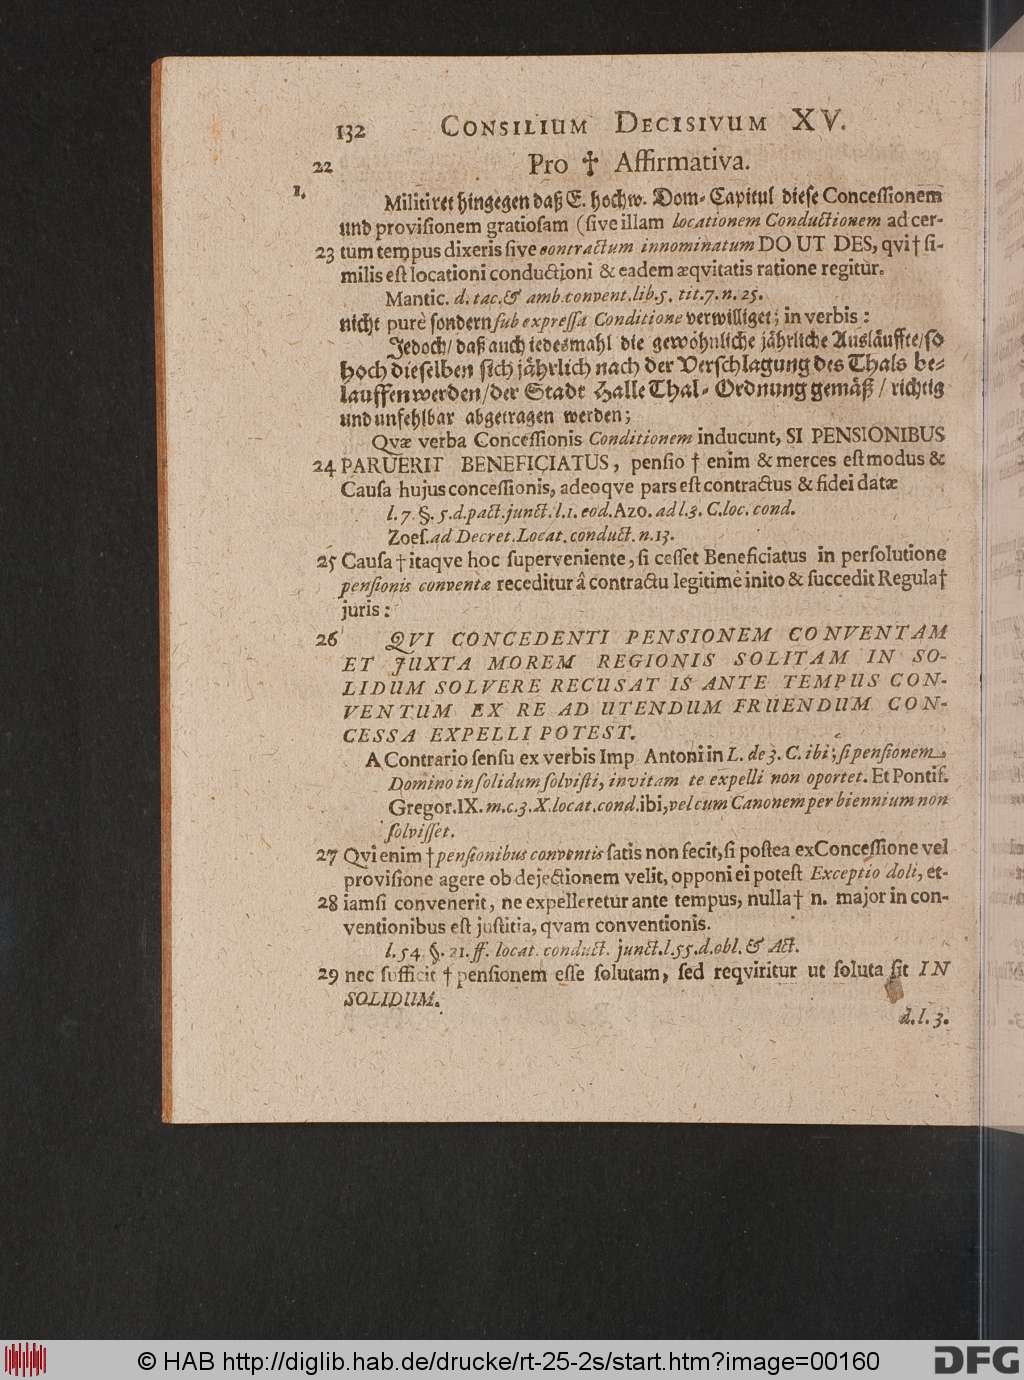 132 CONSILIUM DECISIVUM XV.
22 Pro † Affirmativa.
1. Militiret hingegen daß E. hochw. Dom-Capitul diese Concessionem
und provisionem gratiosam (sive illam locationem Conductionem ad cer-
23 tum tempus dixeris sive contractum innominatum DO UT DES, qvi † si-
milis est locationi conductioni & eadem æqvitatis ratione regitùr.
Mantic. d. tac. & amb. convent. lib. 5. tit. 7. n. 25.
nicht purè sondern sub expressa Conditione verwilliget; in verbis:
Jedoch/ daß auch iedesmahl die gewöhnliche jährliche Ausläuffte/ so
hoch dieselben sich jährlich nach der Verschlagung des Thals be-
lauffen werden/ der Stadt Halle Thal-Ordnung gemäß/ richtig
und unfehlbar abgetragen werden;
Qvæ verba Concessionis Conditionem inducunt, SI PENSIONIBUS
24 PARUERIT BENEFICIATUS, pensio † enim & merces est modus &
Causa hujus concessionis, adeoqve pars est contractus & fidei datæ
l. 7. §. 5. d. pact. junct. l. 1. eod. Azo. ad l. 3. C. loc. cond.
Zoes. ad Decret. Locat. conduct. n. 13.
25 Causa † itaqve hoc superveniente, si cesset Beneficiatus in persolutione
pensionis conventæ receditur â contractu legitimè inito & succedit Regula †
juris:
26 QVI CONCEDENTI PENSIONEM CONVENTAM
ET JUXTA MOREM REGIONIS SOLITAM IN SO-
LIDUM SOLVERE RECUSAT IS ANTE TEMPUS CON-
VENTUM EX RE AD UTENDUM FRUENDUM CON-
CESSA EXPELLI POTEST.
A Contrario sensu ex verbis Imp Antoni in L. de 3. C. ibi; si pensionem
Domino in solidum solvisti, invitam te expelli non oportet. Et Pontif.
Gregor. IX. m. c. 3. X. locat. cond. ibi, vel cum Canonem per biennium non
solvisset.
27 Qvi enim † pensionibus conventis satis non fecit, si postea ex Concessione vel
provisione agere ob dejectionem velit, opponi ei potest Exceptio doli, et-
28 iamsi convenerit, ne expelleretur ante tempus, nulla † n. major in con-
ventionibus est justitia, qvam conventionis.
l. 54. §. 21. ff. locat. conduct. junct. l. 55. d. obl. & Act.
29 nec sufficit † pensionem esse solutam, sed reqviritur ut soluta sit IN
SOLIDUM.
d. l. 3.
© HAB http://diglib.hab.de/drucke/rt-25-2s/start.htm?image=00160
DFG